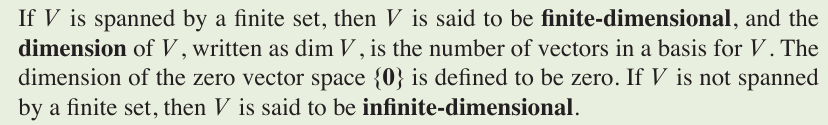 If V is spanned by a finite set, then V is said to be finite-dimensional, and the
dimension of V, written as dim V, is the number of vectors in a basis for V. The
dimension of the zero vector space {0} is defined to be zero. If V is not spanned
by a finite set, then V is said to be infinite-dimensional.